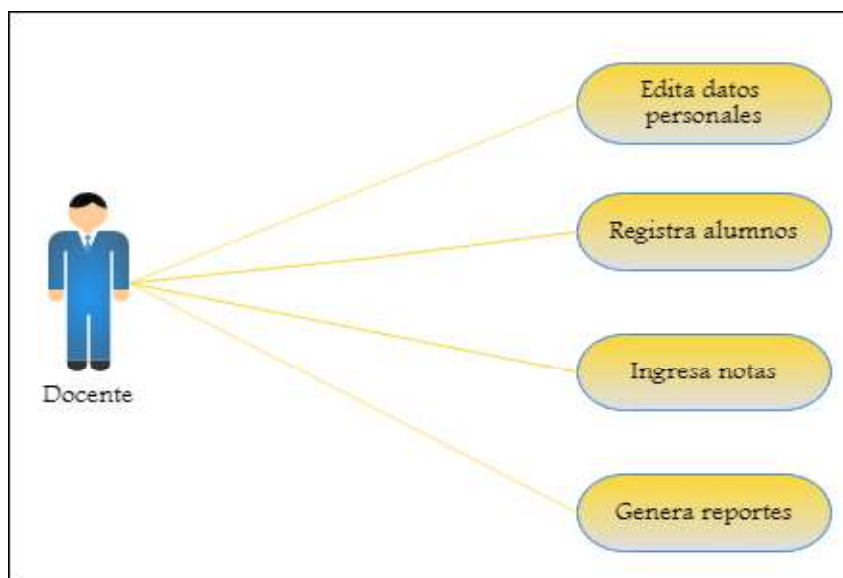 Edita datos
personales
Registra alumnos
Ingresa notas
Docente
Genera reportes